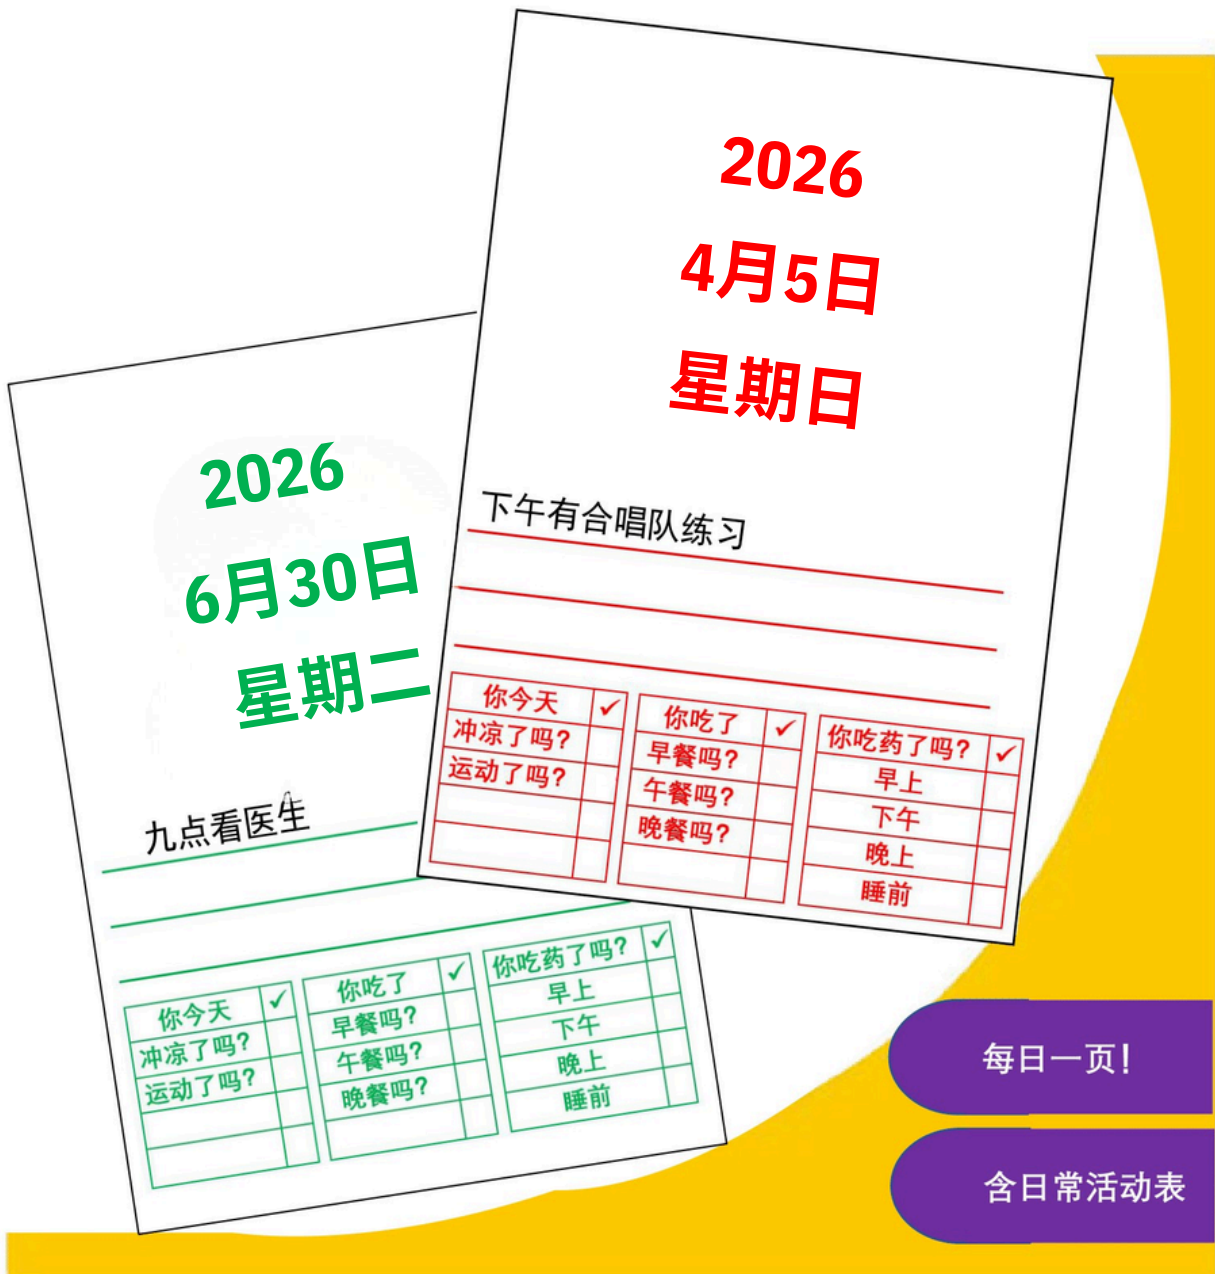 2026
4月5日
星期日
下午有合唱队练习
你今天 ✓
冲凉了吗?
运动了吗?
你吃了 ✓
早餐吗?
午餐吗?
晚餐吗?
你吃药了吗? ✓
早上
下午
晚上
睡前
2026
6月30日
星期二
九点看医生
你今天 ✓
冲凉了吗?
运动了吗?
你吃了 ✓
早餐吗?
午餐吗?
晚餐吗?
你吃药了吗? ✓
早上
下午
晚上
睡前
每日一页!
含日常活动表